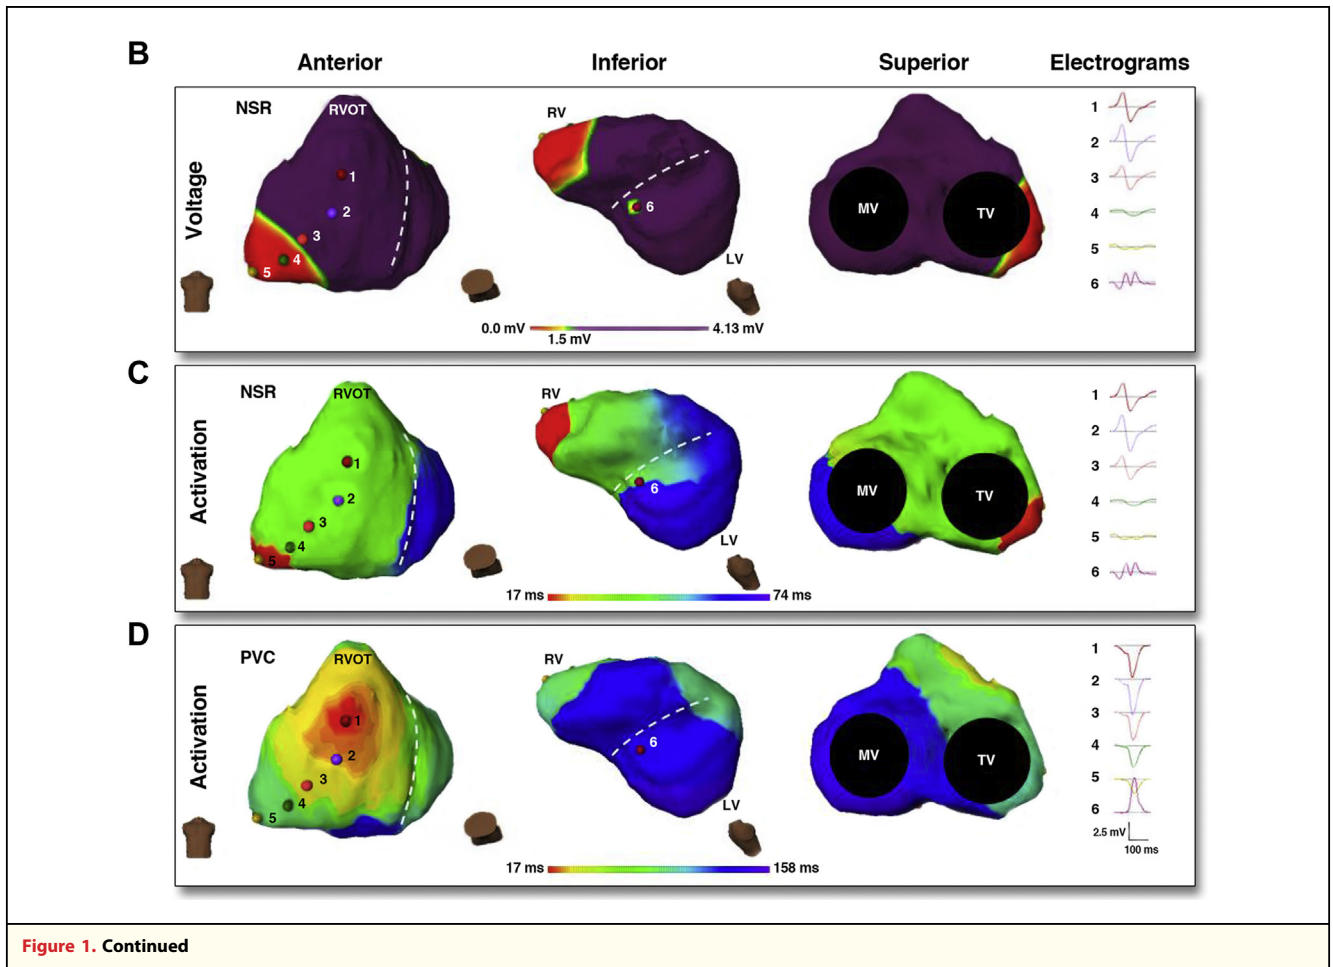 B
Anterior Inferior Superior Electrograms
Voltage
NSR RVOT 1 2 3 4 5
RV 6 LV
MV TV
1
2
3
4
5
6
0.0 mV 4.13 mV
1.5 mV
C
Activation
NSR RVOT 1 2 3 4 5
RV 6 LV
MV TV
1
2
3
4
5
6
17 ms 74 ms
D
Activation
PVC RVOT 1 2 3 4 5
RV 6 LV
MV TV
1
2
3
4
5
6
2.5 mV
100 ms
17 ms 158 ms
Figure 1. Continued